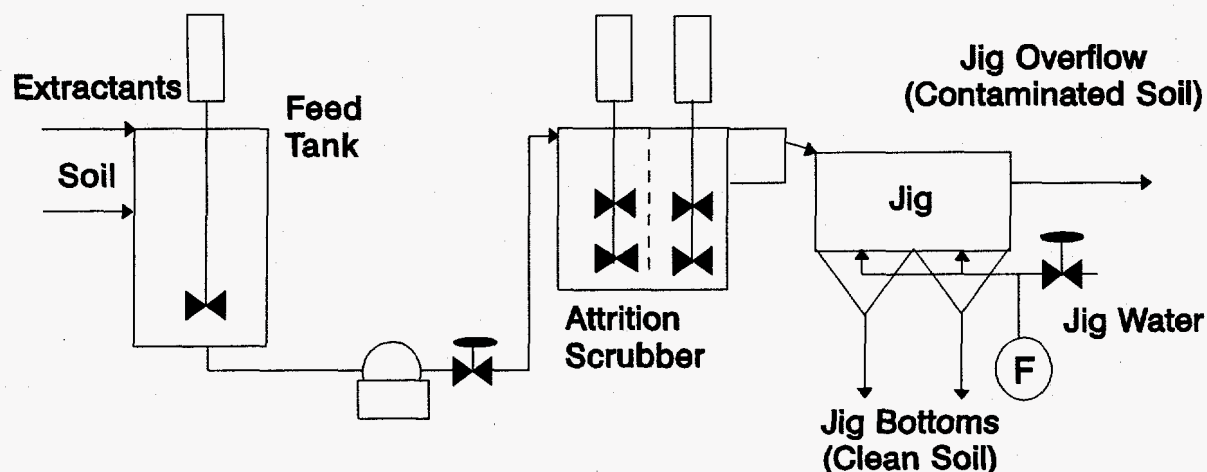 Extractants
Soil
Feed
Tank
Attrition
Scrubber
Jig Overflow
(Contaminated Soil)
Jig
Jig Water
F
Jig Bottoms
(Clean Soil)